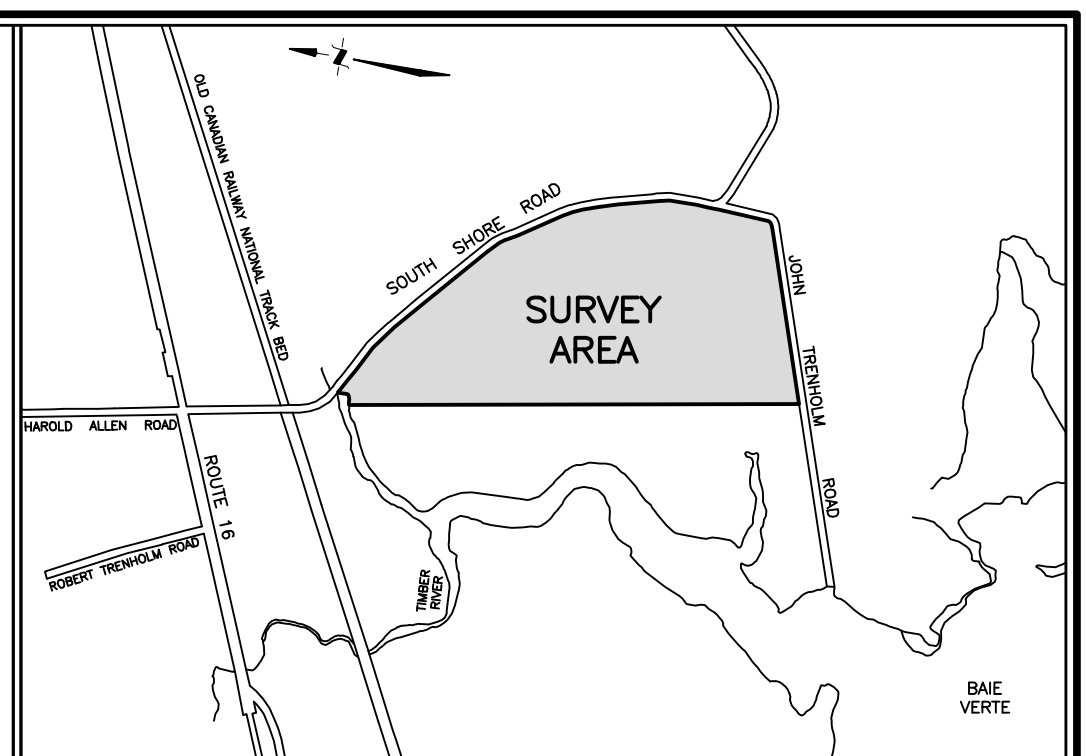 N
OLD CANADIAN RAILWAY NATIONAL TRACK BED
SOUTH SHORE ROAD
SURVEY
AREA
JOHN TRENHOLM ROAD
HAROLD ALLEN ROAD
ROUTE 16
ROBERT TRENHOLM ROAD
TIMBER
RIVER
BAIE
VERTE